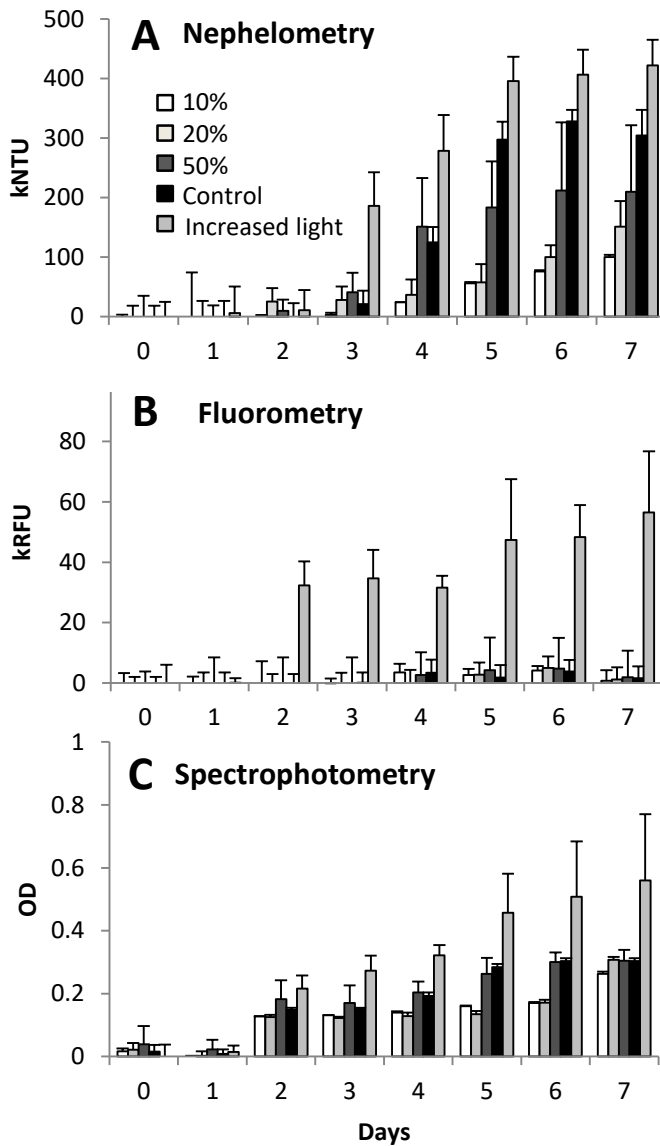 A Nephelometry
500
400
300
200
100
0
kNTU
10%
20%
50%
Control
Increased light
0 1 2 3 4 5 6 7
B Fluorometry
80
60
40
20
0
kRFU
0 1 2 3 4 5 6 7
C Spectrophotometry
1
0.8
0.6
0.4
0.2
0
OD
0 1 2 3 4 5 6 7
Days